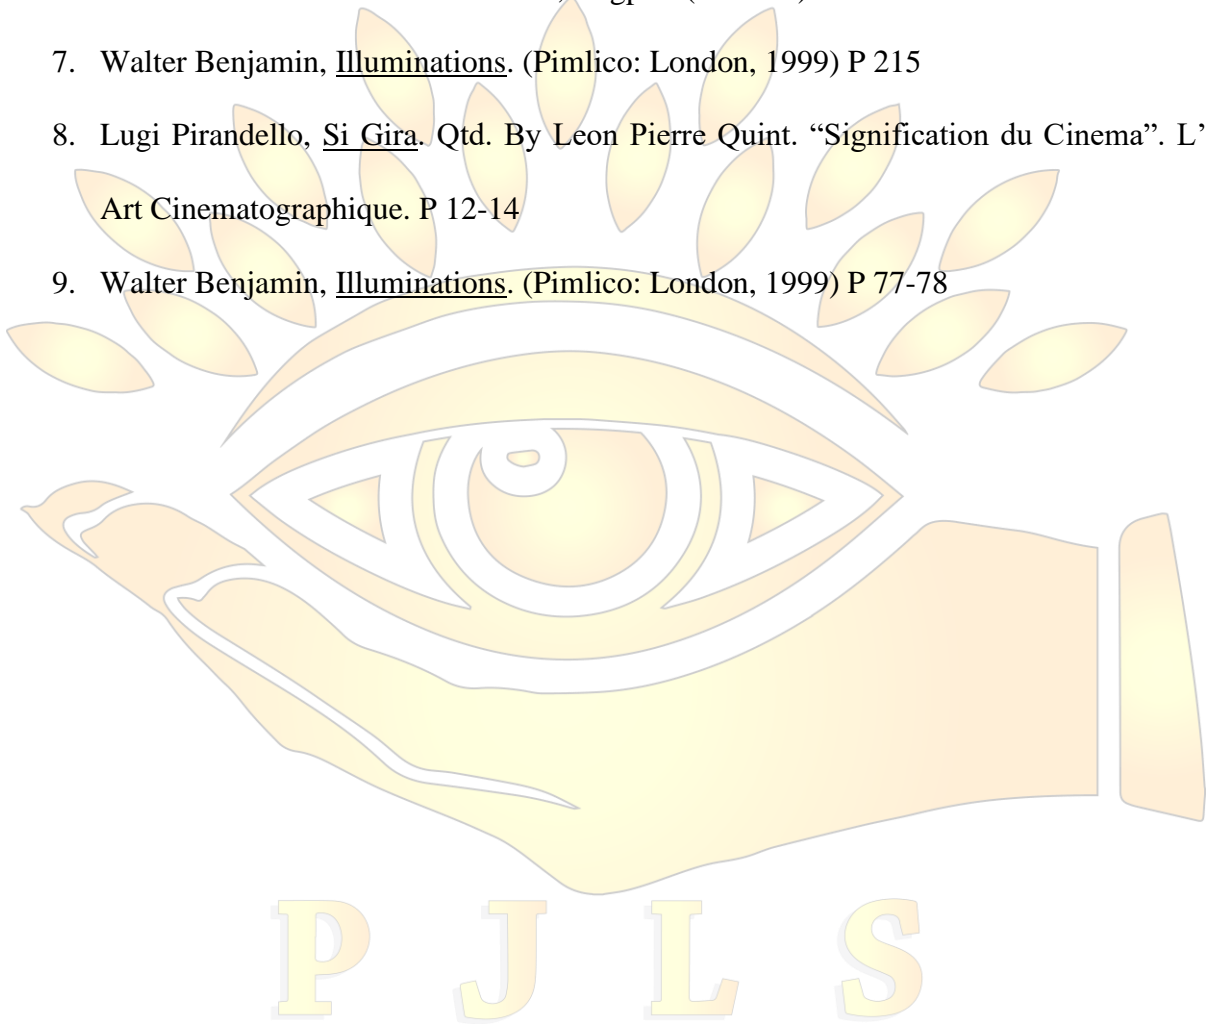 7. Walter Benjamin, Illuminations. (Pimlico: London, 1999) P 215
8. Lugi Pirandello, Si Gira. Qtd. By Leon Pierre Quint. “Signification du Cinema”. L’
Art Cinematographique. P 12-14
9. Walter Benjamin, Illuminations. (Pimlico: London, 1999) P 77-78
P J L S